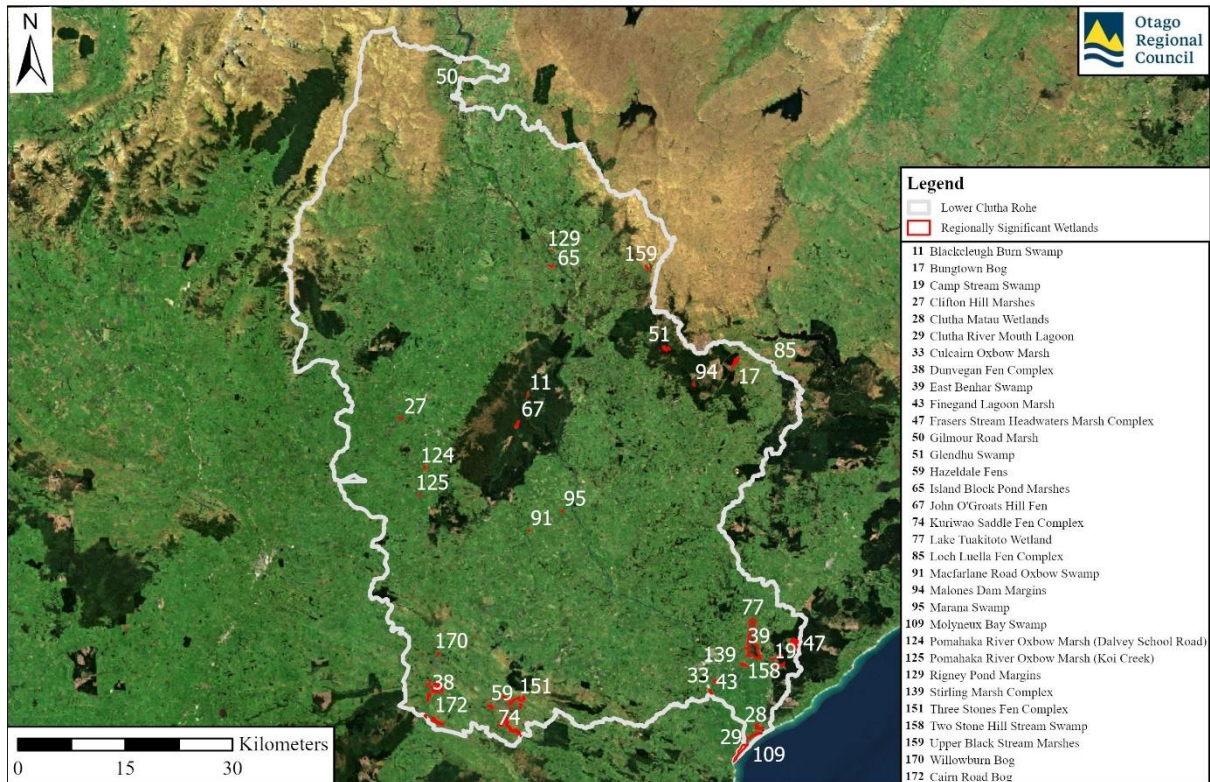 N
Otago
Regional
Council
50
129
65
159
51
85
94
17
11
67
27
124
125
95
91
77
39
47
139
19
158
170
33
43
38
59
151
172
74
28
29
109
Kilometers
0 15 30
Legend
Lower Clutha Rohe
Regionally Significant Wetlands
11 Blackcleugh Burn Swamp
17 Bungtown Bog
19 Camp Stream Swamp
27 Clifton Hill Marshes
28 Clutha Matau Wetlands
29 Clutha River Mouth Lagoon
33 Culcairn Oxbow Marsh
38 Dunvegan Fen Complex
39 East Benhar Swamp
43 Finegand Lagoon Marsh
47 Frasers Stream Headwaters Marsh Complex
50 Gilmour Road Marsh
51 Glendhu Swamp
59 Hazeldale Fens
65 Island Block Pond Marshes
67 John O'Groats Hill Fen
74 Kuriwao Saddle Fen Complex
77 Lake Tuakitoto Wetland
85 Loch Luella Fen Complex
91 Macfarlane Road Oxbow Swamp
94 Malones Dam Margins
95 Marana Swamp
109 Molyneux Bay Swamp
124 Pomahaka River Oxbow Marsh (Dalvey School Road)
125 Pomahaka River Oxbow Marsh (Koi Creek)
129 Rigney Pond Margins
139 Stirling Marsh Complex
151 Three Stones Fen Complex
158 Two Stone Hill Stream Swamp
159 Upper Black Stream Marshes
170 Willowburn Bog
172 Cairn Road Bog